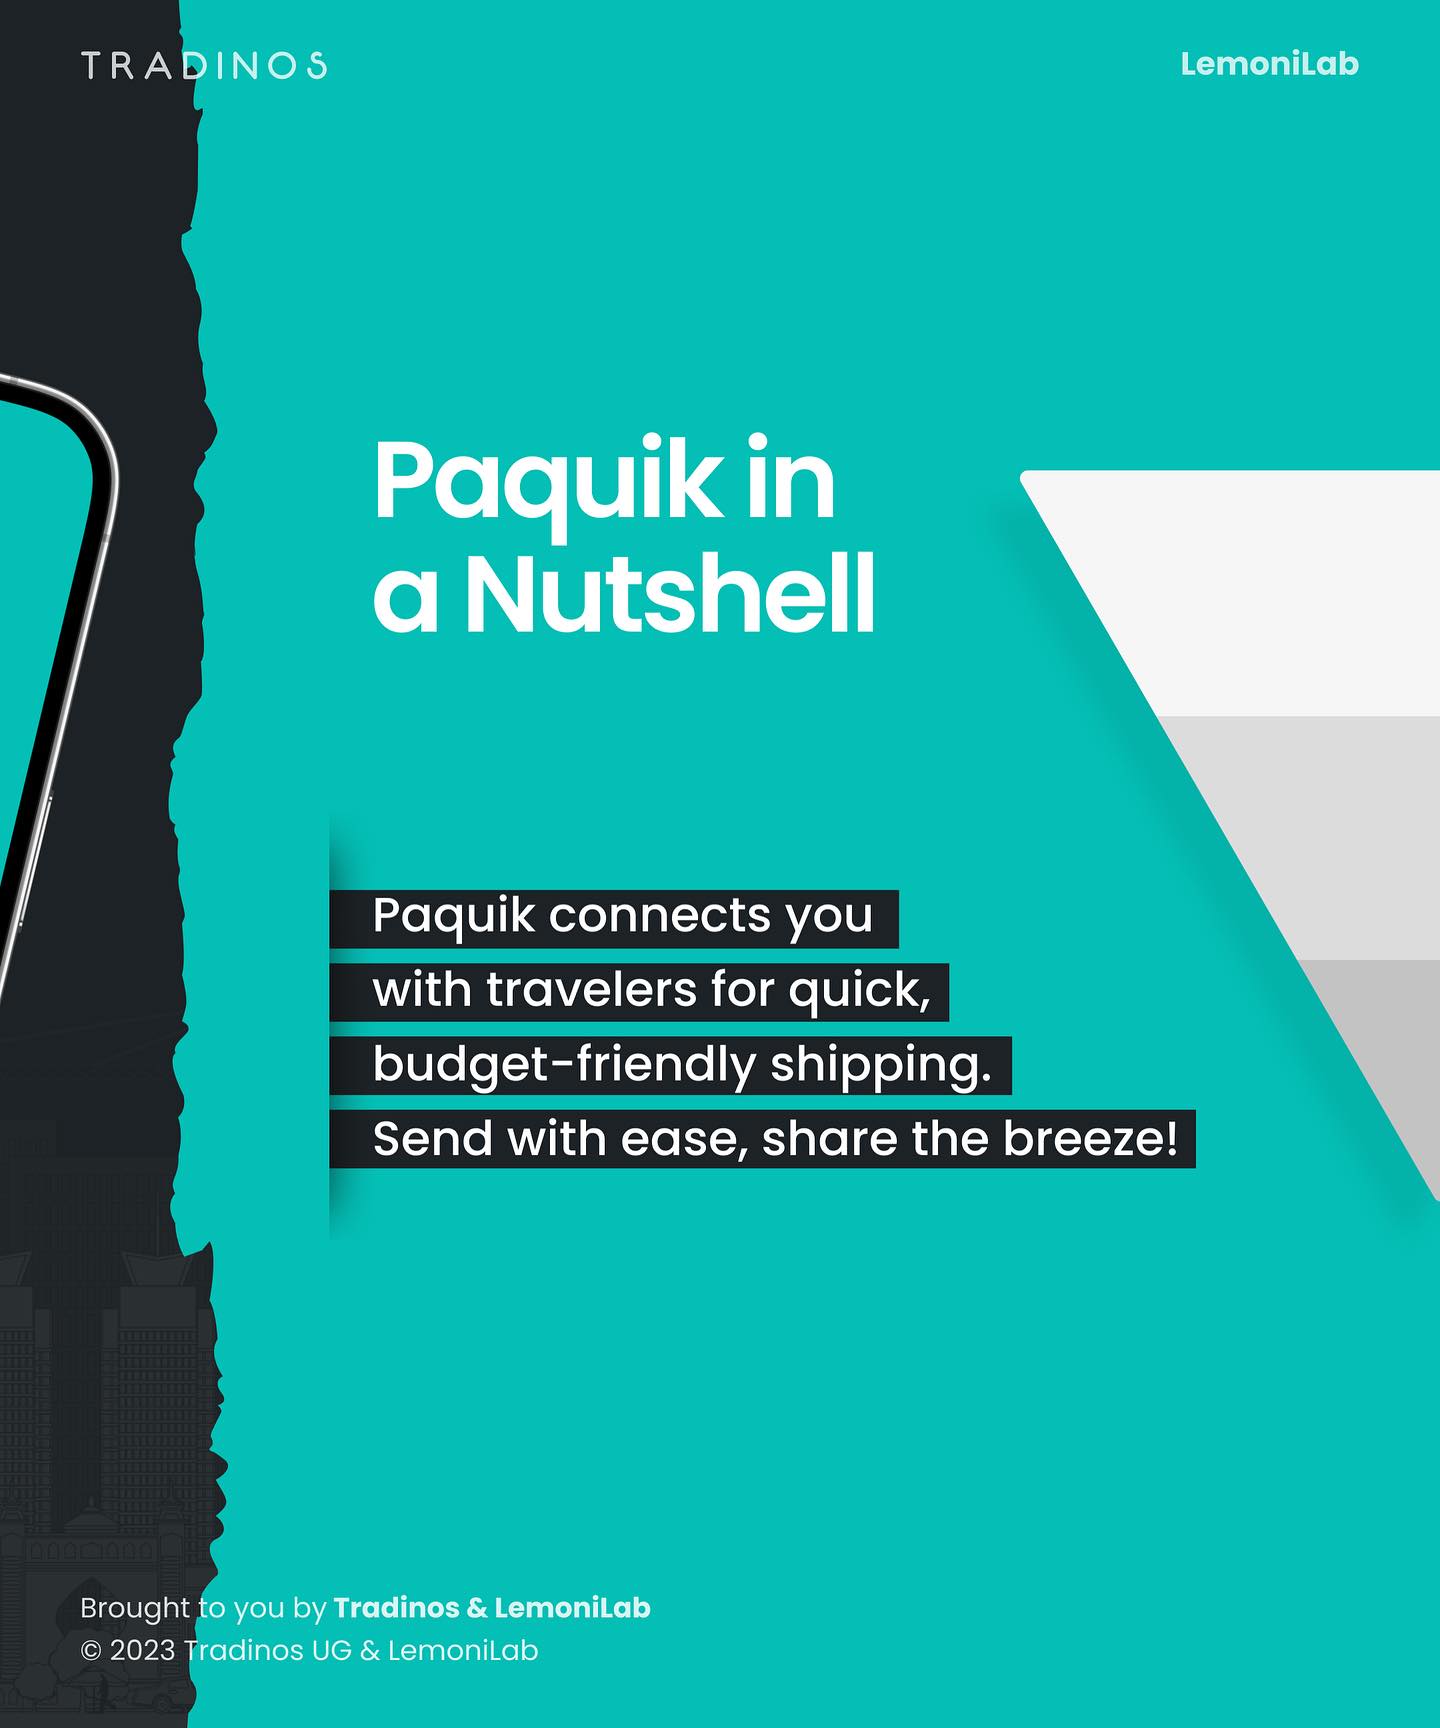 TRADINOS
LemoniLab
Paquik in
a Nutshell
Paquik connects you
with travelers for quick,
budget-friendly shipping.
Send with ease, share the breeze!
Brought to you by Tradinos & LemoniLab
© 2023 Tradinos UG & LemoniLab